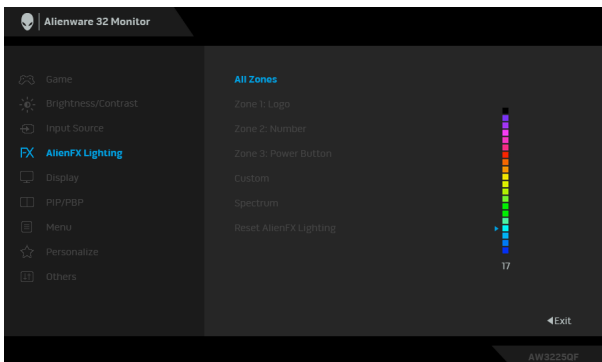 Alienware 32 Monitor
Game
Brightness/Contrast
Input Source
AlienFX Lighting
Display
PIP/PBP
Menu
Personalize
Others
All Zones
Zone 1: Logo
Zone 2: Number
Zone 3: Power Button
Custom
Spectrum
Reset AlienFX Lighting
17
Exit
AW3225QF